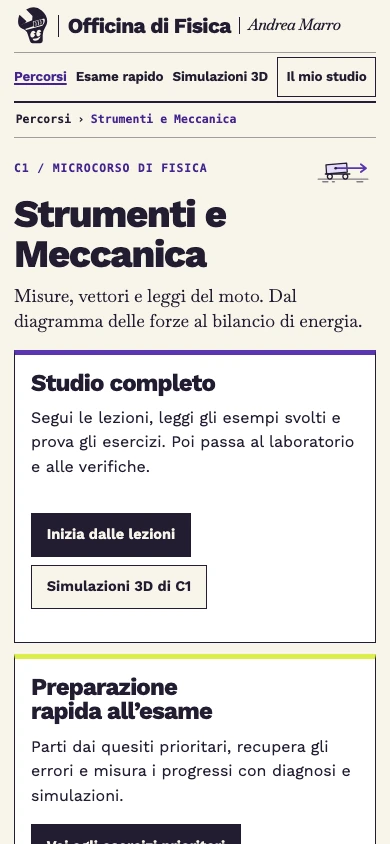 Officina di Fisica
Andrea Marro
Percorsi Esame rapido Simulazioni 3D Il mio studio
Percorsi › Strumenti e Meccanica
C1 / MICROCORSO DI FISICA
Strumenti e
Meccanica
Misure, vettori e leggi del moto. Dal
diagramma delle forze al bilancio di energia.
Studio completo
Segui le lezioni, leggi gli esempi svolti e
prova gli esercizi. Poi passa al laboratorio
e alle verifiche.
Inizia dalle lezioni
Simulazioni 3D di C1
Preparazione
rapida all’esame
Parti dai quesiti prioritari, recupera gli
errori e misura i progressi con diagnosi e
simulazioni.
Vai agli esercizi prioritari